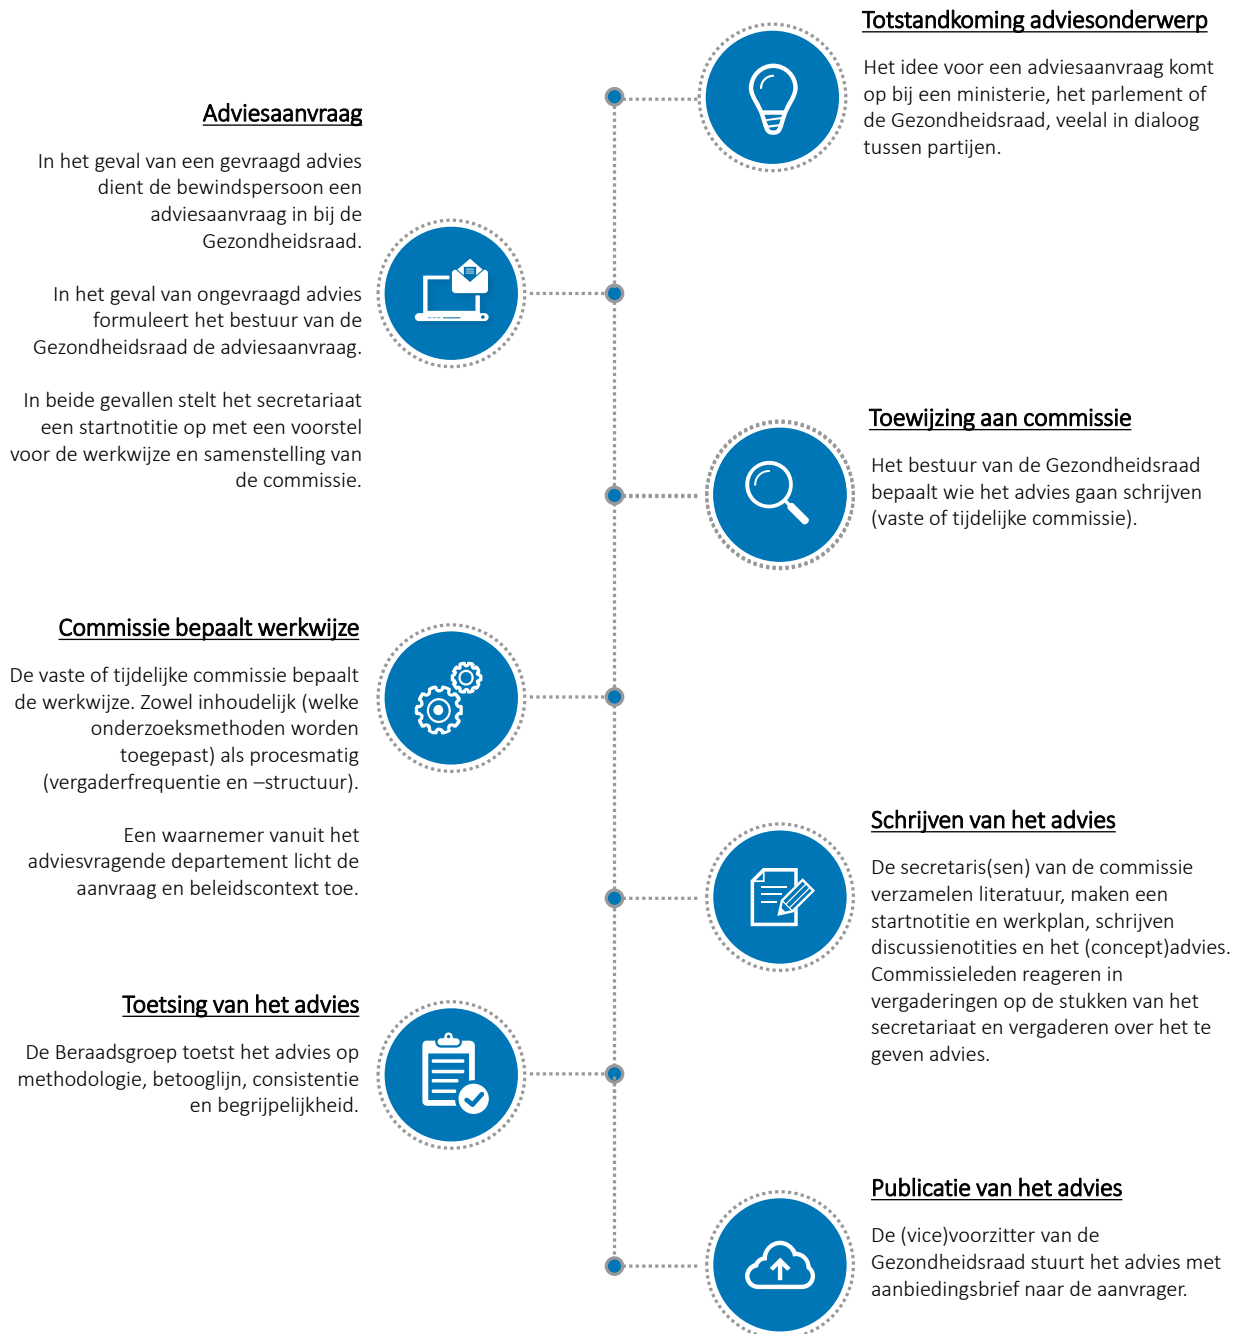 Totstandkoming adviesonderwerp
Het idee voor een adviesaanvraag komt
op bij een ministerie, het parlement of
de Gezondheidsraad, veelal in dialoog
tussen partijen.
Adviesaanvraag
In het geval van een gevraagd advies
dient de bewindspersoon een
adviesaanvraag in bij de
Gezondheidsraad.
In het geval van ongevraagd advies
formuleert het bestuur van de
Gezondheidsraad de adviesaanvraag.
In beide gevallen stelt het secretariaat
een startnotitie op met een voorstel
voor de werkwijze en samenstelling van
de commissie.
Toewijzing aan commissie
Het bestuur van de Gezondheidsraad
bepaalt wie het advies gaan schrijven
(vaste of tijdelijke commissie).
Commissie bepaalt werkwijze
De vaste of tijdelijke commissie bepaalt
de werkwijze. Zowel inhoudelijk (welke
onderzoeksmethoden worden
toegepast) als procesmatig
(vergaderfrequentie en –structuur).
Een waarnemer vanuit het
adviesvragende departement licht de
aanvraag en beleidscontext toe.
Schrijven van het advies
De secretaris(sen) van de commissie
verzamelen literatuur, maken een
startnotitie en werkplan, schrijven
discussienotities en het (concept)advies.
Commissieleden reageren in
vergaderingen op de stukken van het
secretariaat en vergaderen over het te
geven advies.
Toetsing van het advies
De Beraadsgroep toetst het advies op
methodologie, betooglijn, consistentie
en begrijpelijkheid.
Publicatie van het advies
De (vice)voorzitter van de
Gezondheidsraad stuurt het advies met
aanbiedingsbrief naar de aanvrager.